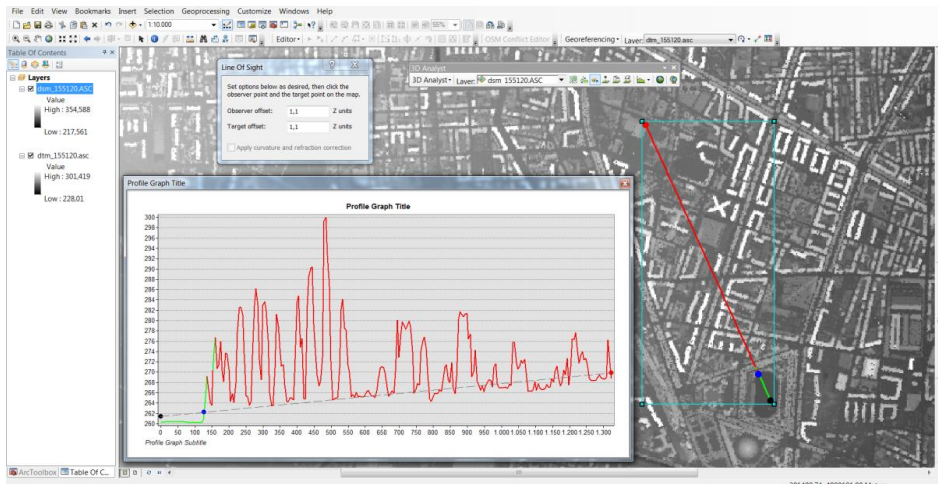 File Edit View Bookmarks Insert Selection Geoprocessing Customize Windows Help
1:10.000
55%
Editor
OSM Conflict Editor
Georeferencing Layer: dtm_155120.asc
Table Of Contents
Layers
dsm_155120.ASC
Value
High : 354,588
Low : 217,561
dtm_155120.asc
Value
High : 301,419
Low : 228,01
Line Of Sight
Set options below as desired, then click the
observer point and the target point on the map.
Observer offset: 1,1 Z units
Target offset: 1,1 Z units
Apply curvature and refraction correction
3D Analyst
3D Analyst Layer: dsm_155120.ASC
Profile Graph Title
Profile Graph Title
300
298
296
294
292
290
288
286
284
282
280
278
276
274
272
270
268
266
264
262
260
0 50 100 150 200 250 300 350 400 450 500 550 600 650 700 750 800 850 900 950 1.000 1.050 1.100 1.150 1.200 1.250 1.300
Profile Graph Subtitle
ArcToolbox Table Of C...